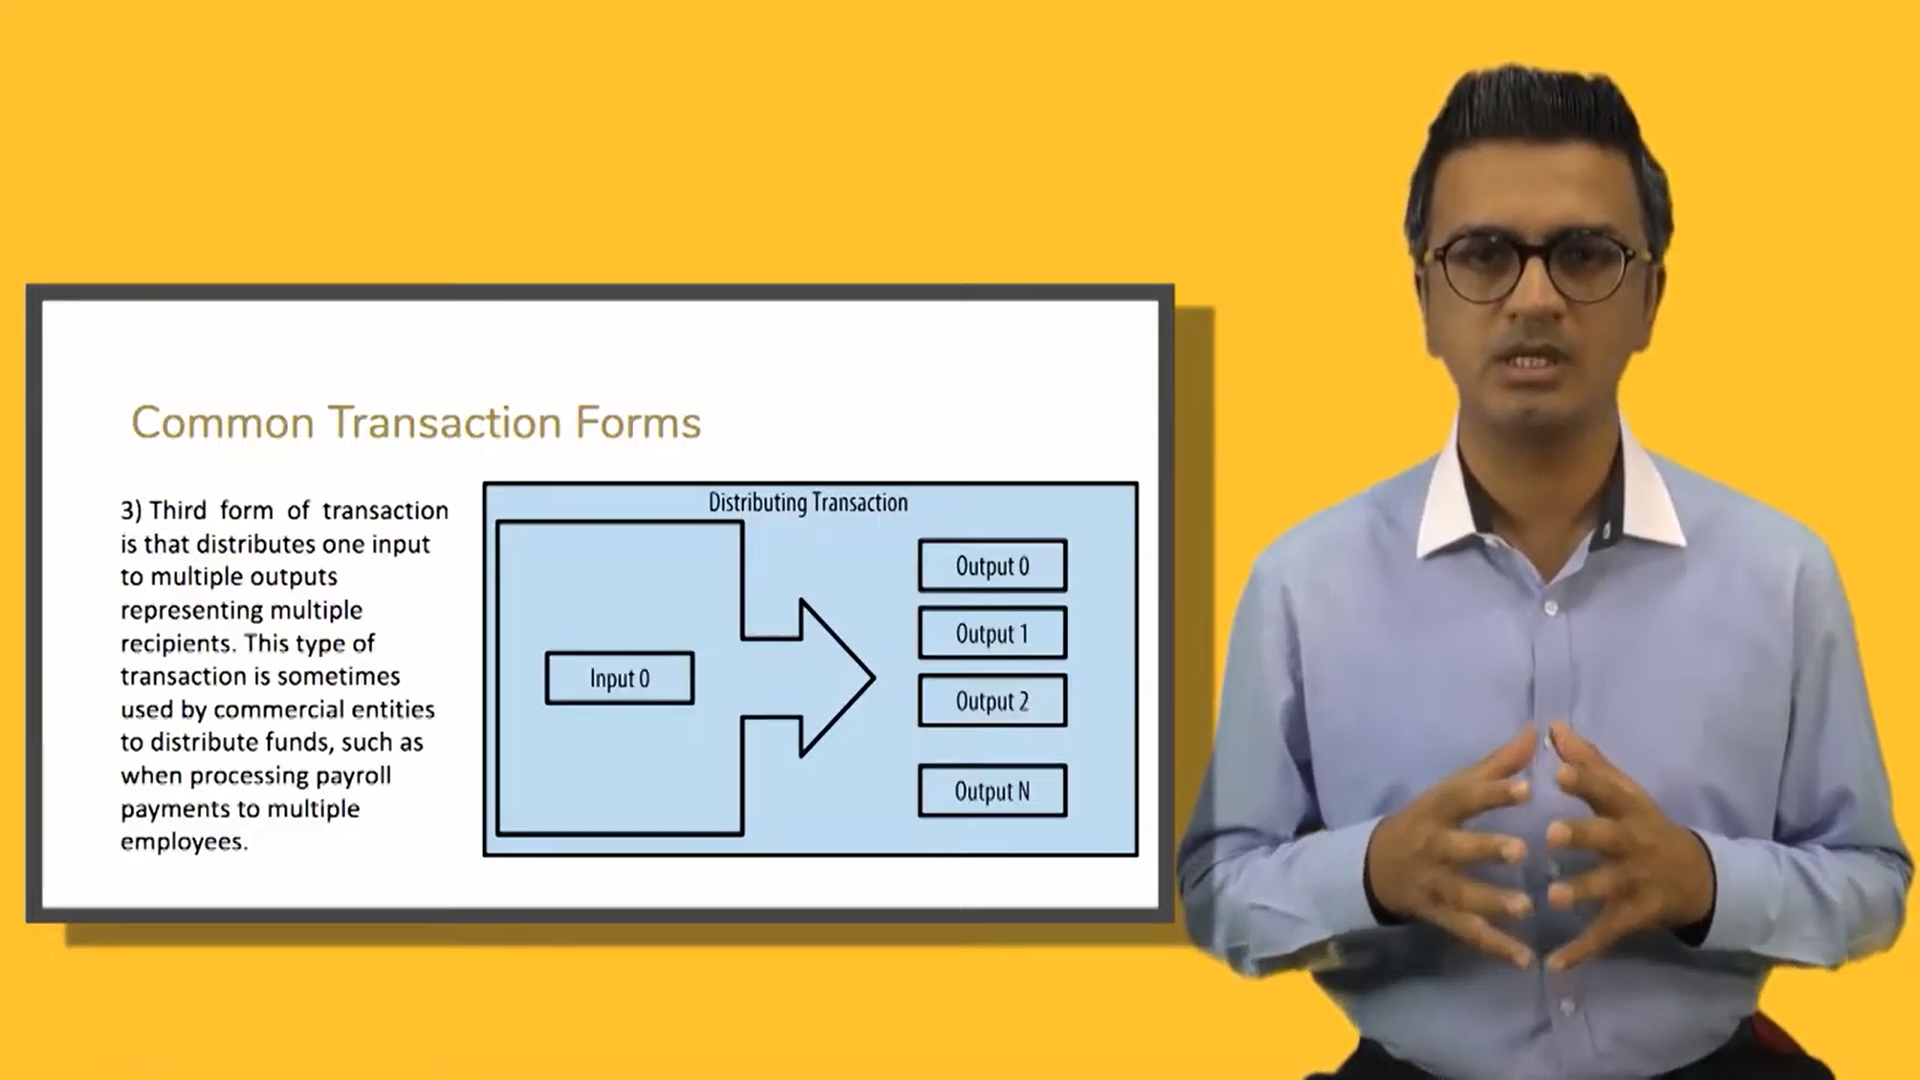 Common Transaction Forms
3) Third form of transaction
is that distributes one input
to multiple outputs
representing multiple
recipients. This type of
transaction is sometimes
used by commercial entities
to distribute funds, such as
when processing payroll
payments to multiple
employees.
Distributing Transaction
Input 0
Output 0
Output 1
Output 2
Output N